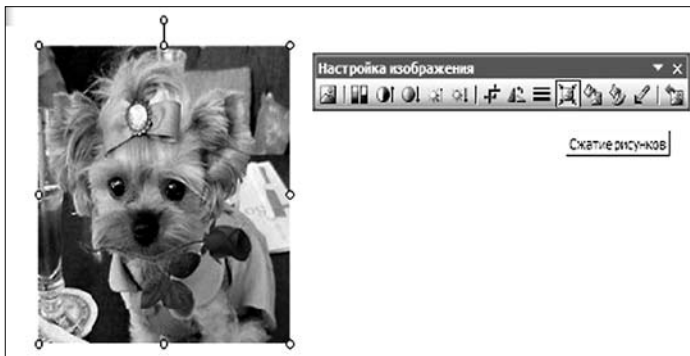 Настройка изображения
Сжатие рисунков